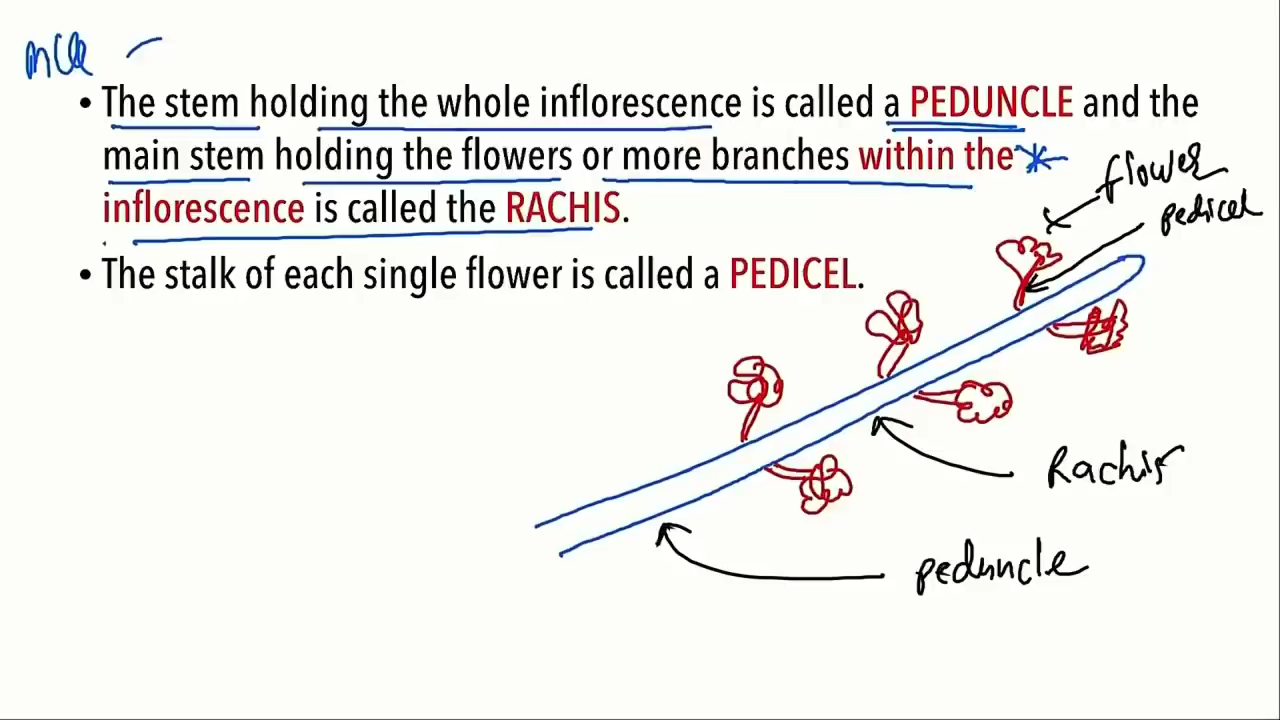 MCQ
• The stem holding the whole inflorescence is called a PEDUNCLE and the
main stem holding the flowers or more branches within the
inflorescence is called the RACHIS.
• The stalk of each single flower is called a PEDICEL.
flower
pedicel
Rachis
peduncle